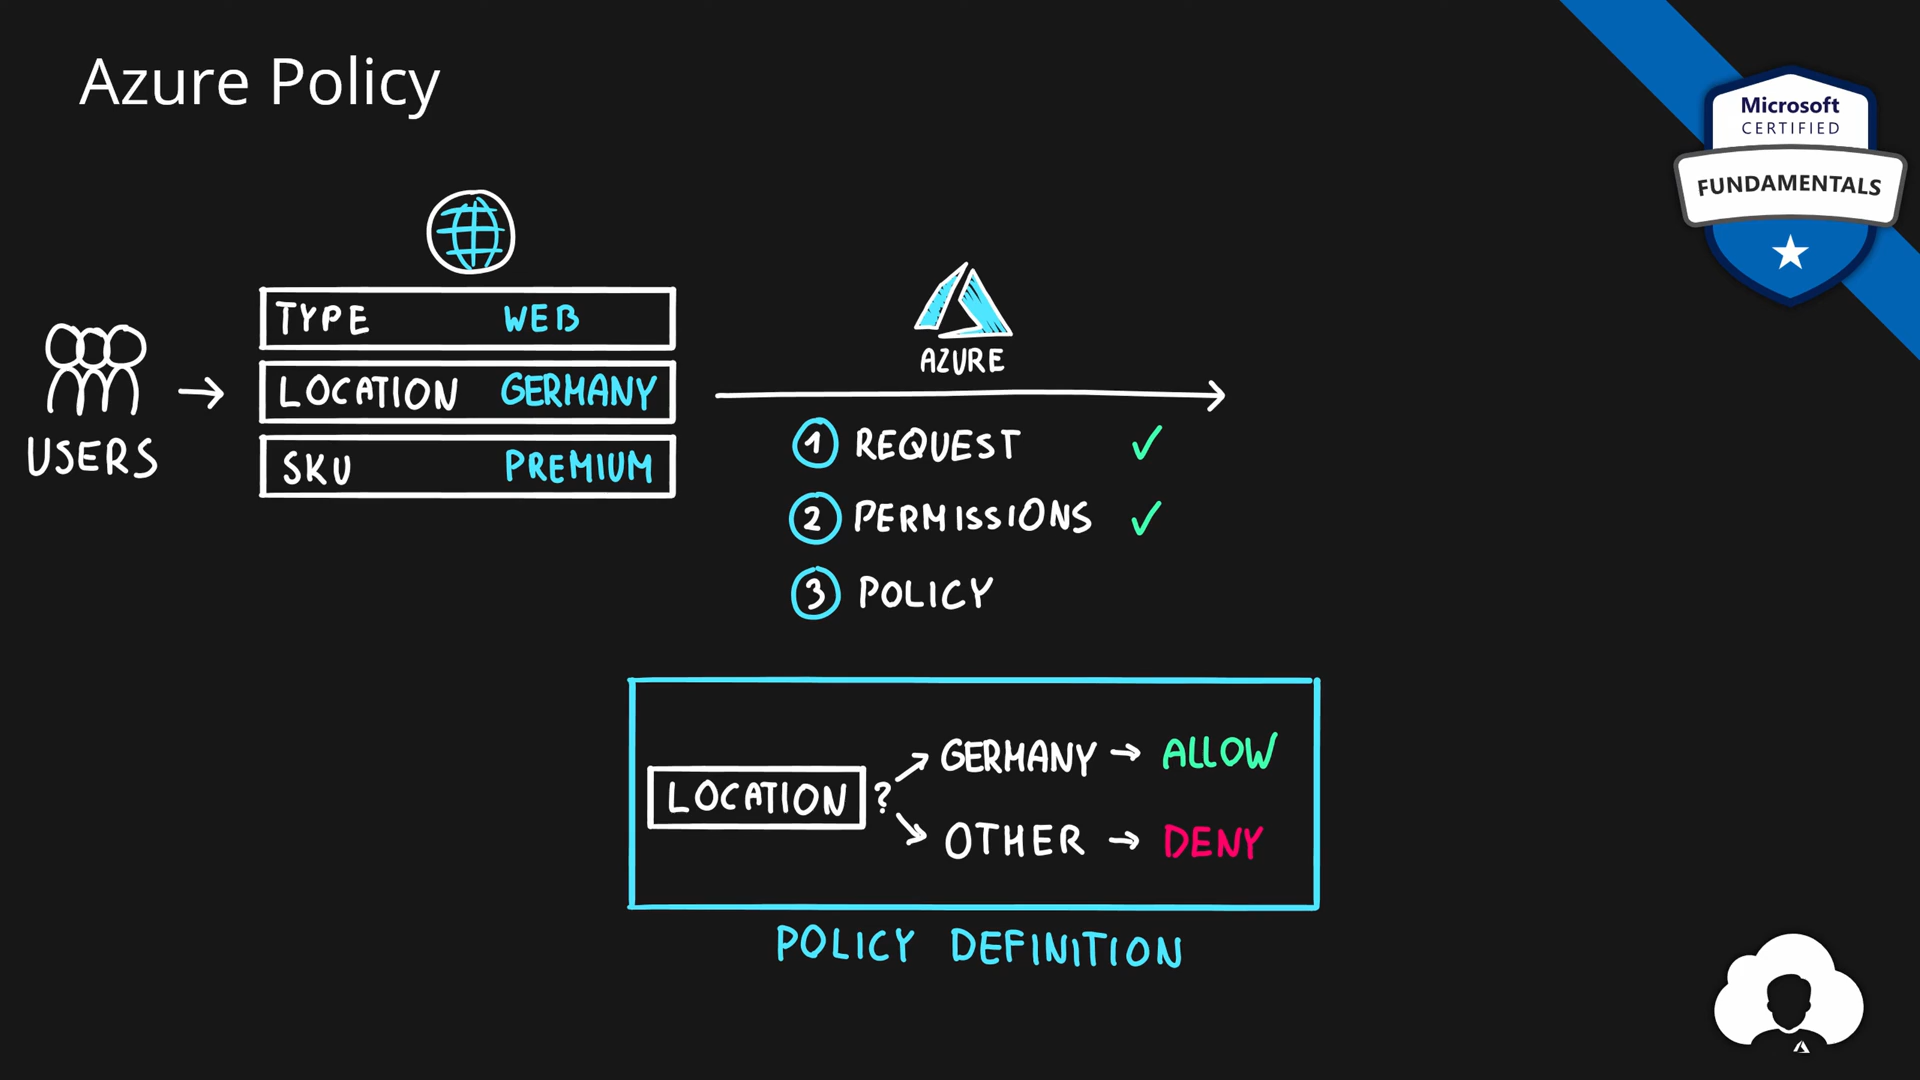 Azure Policy
Microsoft
CERTIFIED
FUNDAMENTALS
TYPE WEB
LOCATION GERMANY
SKU PREMIUM
USERS
AZURE
1 REQUEST ✓
2 PERMISSIONS ✓
3 POLICY
LOCATION ?
GERMANY → ALLOW
OTHER → DENY
POLICY DEFINITION